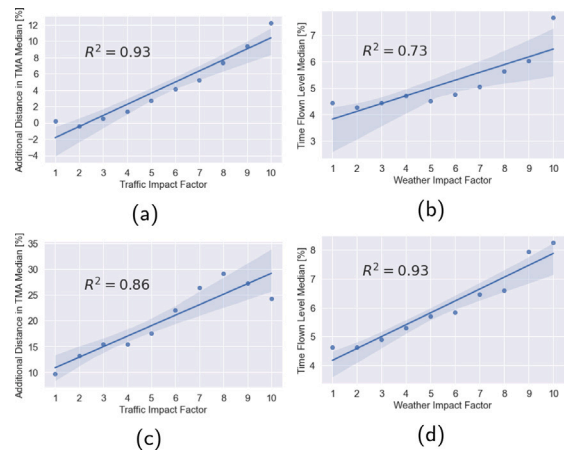 Additional Distance in TMA Median [%]
12
10
8
6
4
2
0
−2
−4
R² = 0.93
1 2 3 4 5 6 7 8 9 10
Traffic Impact Factor
(a)
Time Flown Level Median [%]
7
6
5
4
3
R² = 0.73
1 2 3 4 5 6 7 8 9 10
Weather Impact Factor
(b)
Additional Distance in TMA Median [%]
35
30
25
20
15
10
R² = 0.86
1 2 3 4 5 6 7 8 9 10
Traffic Impact Factor
(c)
Time Flown Level Median [%]
8
7
6
5
4
R² = 0.93
1 2 3 4 5 6 7 8 9 10
Weather Impact Factor
(d)